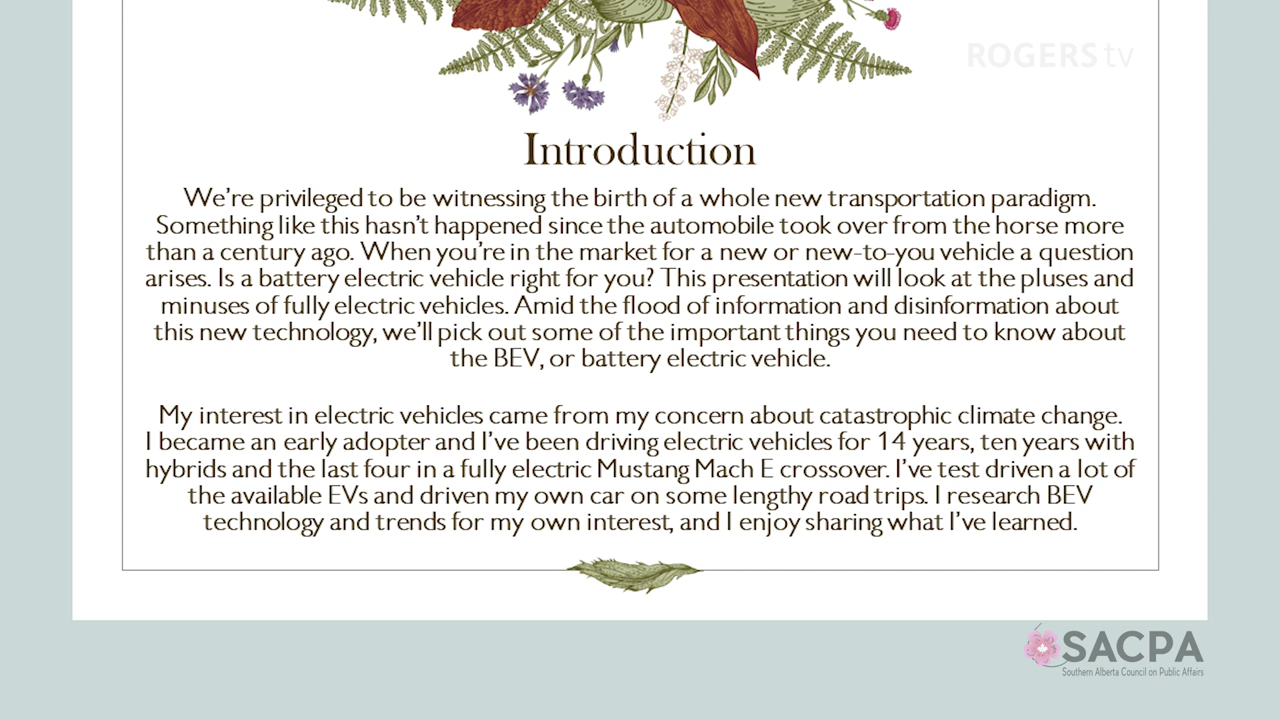 ROGERS tv
Introduction
We're privileged to be witnessing the birth of a whole new transportation paradigm.
Something like this hasn't happened since the automobile took over from the horse more
than a century ago. When you're in the market for a new or new-to-you vehicle a question
arises. Is a battery electric vehicle right for you? This presentation will look at the pluses and
minuses of fully electric vehicles. Amid the flood of information and disinformation about
this new technology, we'll pick out some of the important things you need to know about
the BEV, or battery electric vehicle.
My interest in electric vehicles came from my concern about catastrophic climate change.
I became an early adopter and I've been driving electric vehicles for 14 years, ten years with
hybrids and the last four in a fully electric Mustang Mach E crossover. I've test driven a lot of
the available EVs and driven my own car on some lengthy road trips. I research BEV
technology and trends for my own interest, and I enjoy sharing what I've learned.
SACPA
Southern Alberta Council on Public Affairs